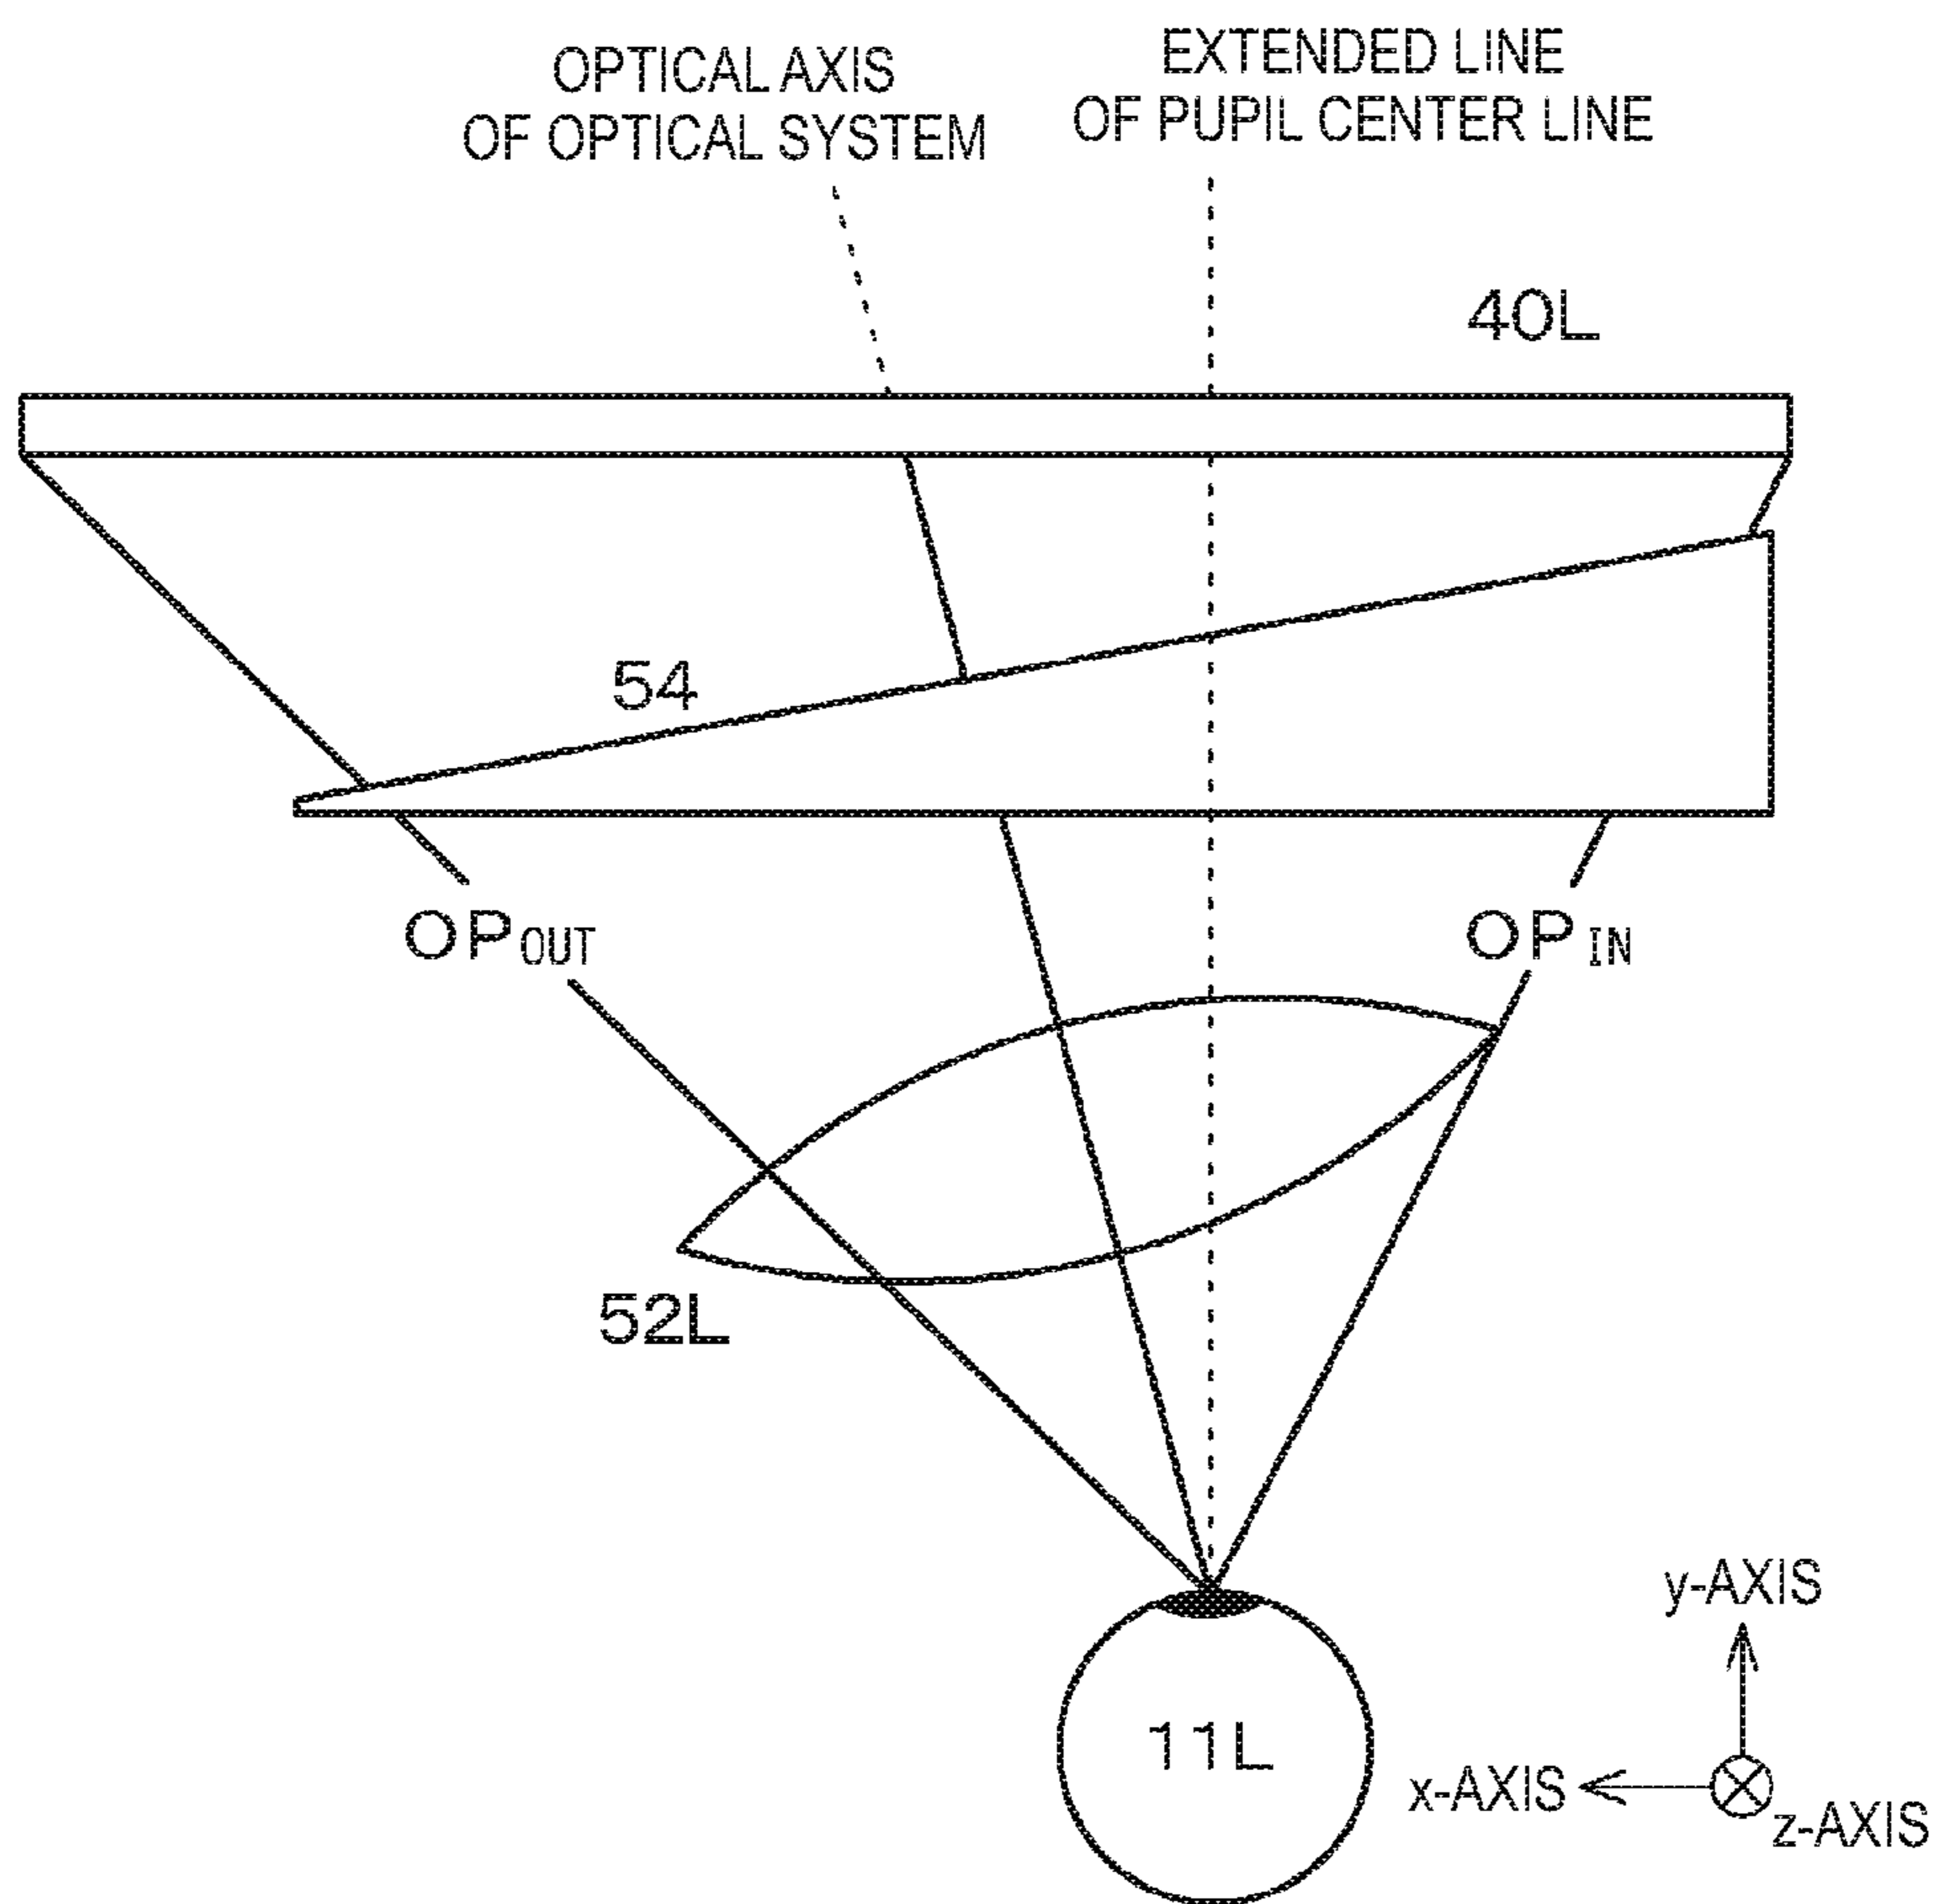 OPTICAL AXIS
OF OPTICAL SYSTEM
EXTENDED LINE
OF PUPIL CENTER LINE
40L
54
OPOUT
OPIN
52L
11L
y-AXIS
x-AXIS
z-AXIS